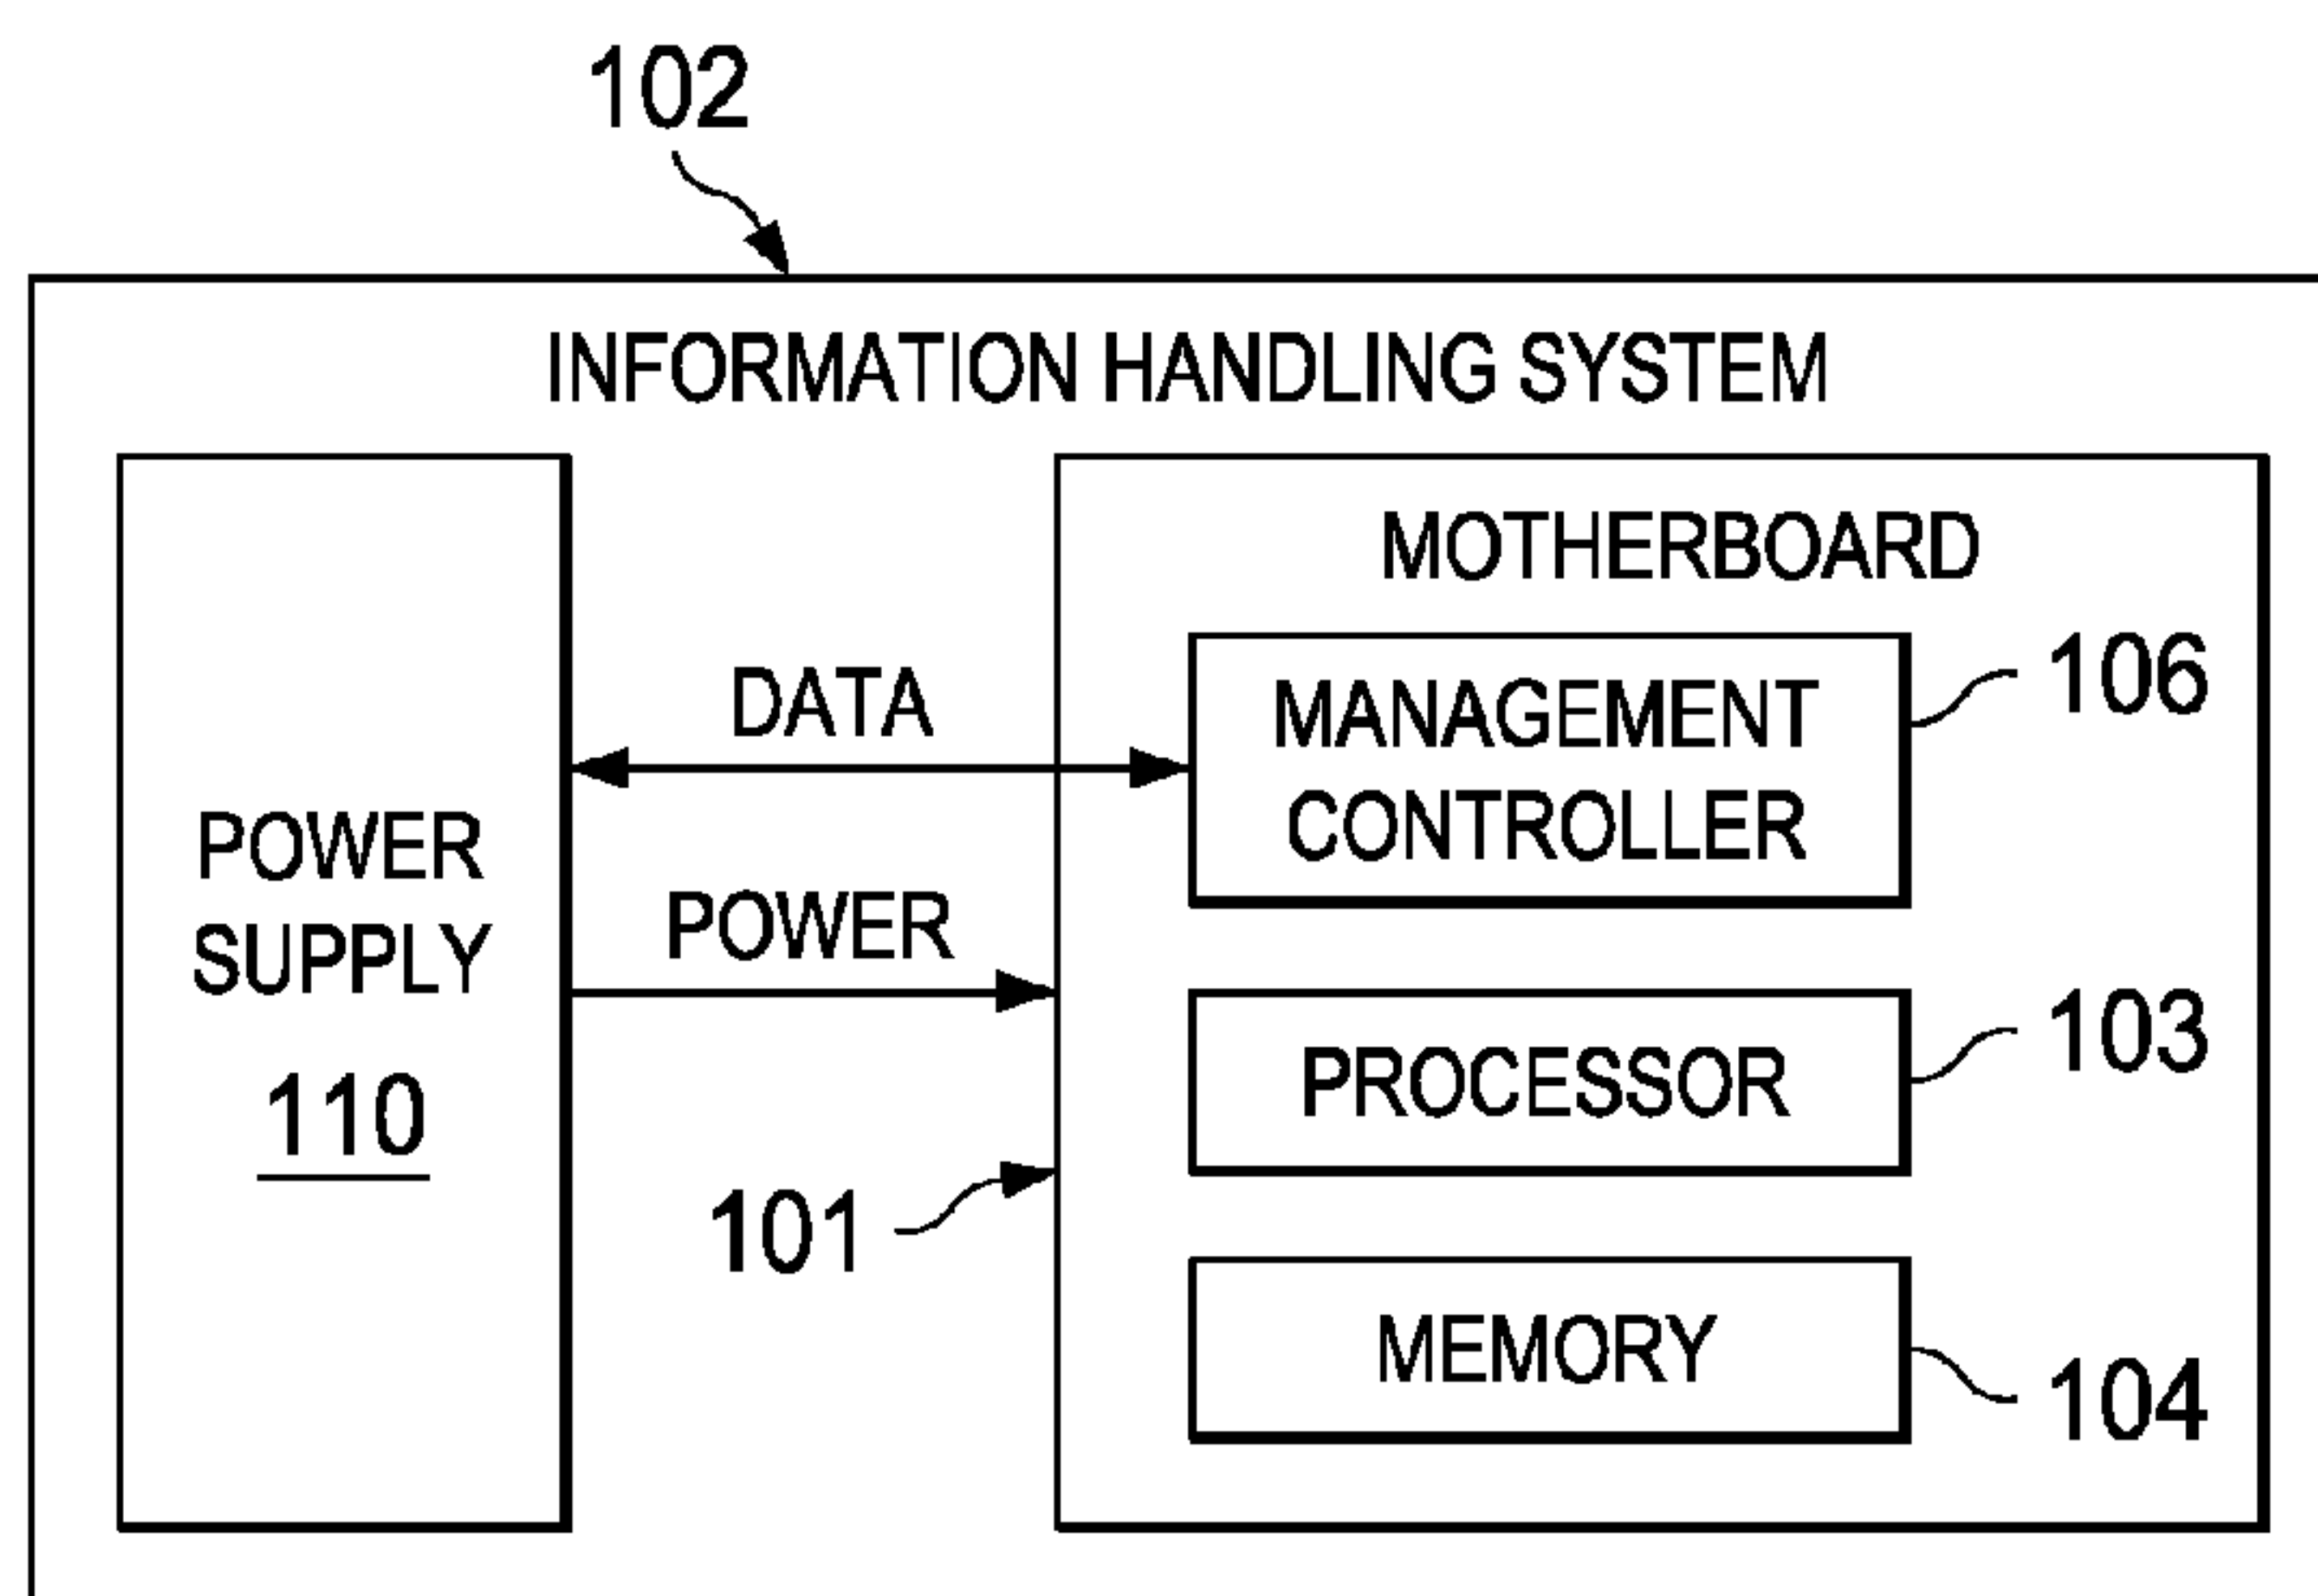 102
INFORMATION HANDLING SYSTEM
MOTHERBOARD
DATA
MANAGEMENT
CONTROLLER
106
POWER
SUPPLY
110
POWER
PROCESSOR
103
101
MEMORY
104